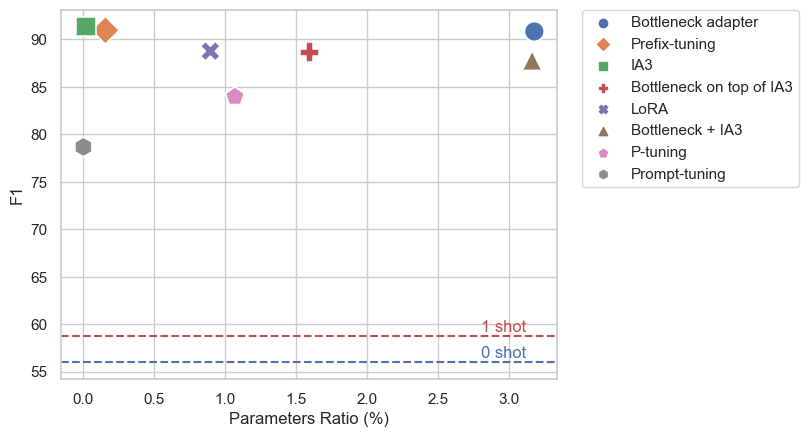 90
85
80
75
70
65
60
55
F1
1 shot
0 shot
0.0 0.5 1.0 1.5 2.0 2.5 3.0
Parameters Ratio (%)
Bottleneck adapter
Prefix-tuning
IA3
Bottleneck on top of IA3
LoRA
Bottleneck + IA3
P-tuning
Prompt-tuning